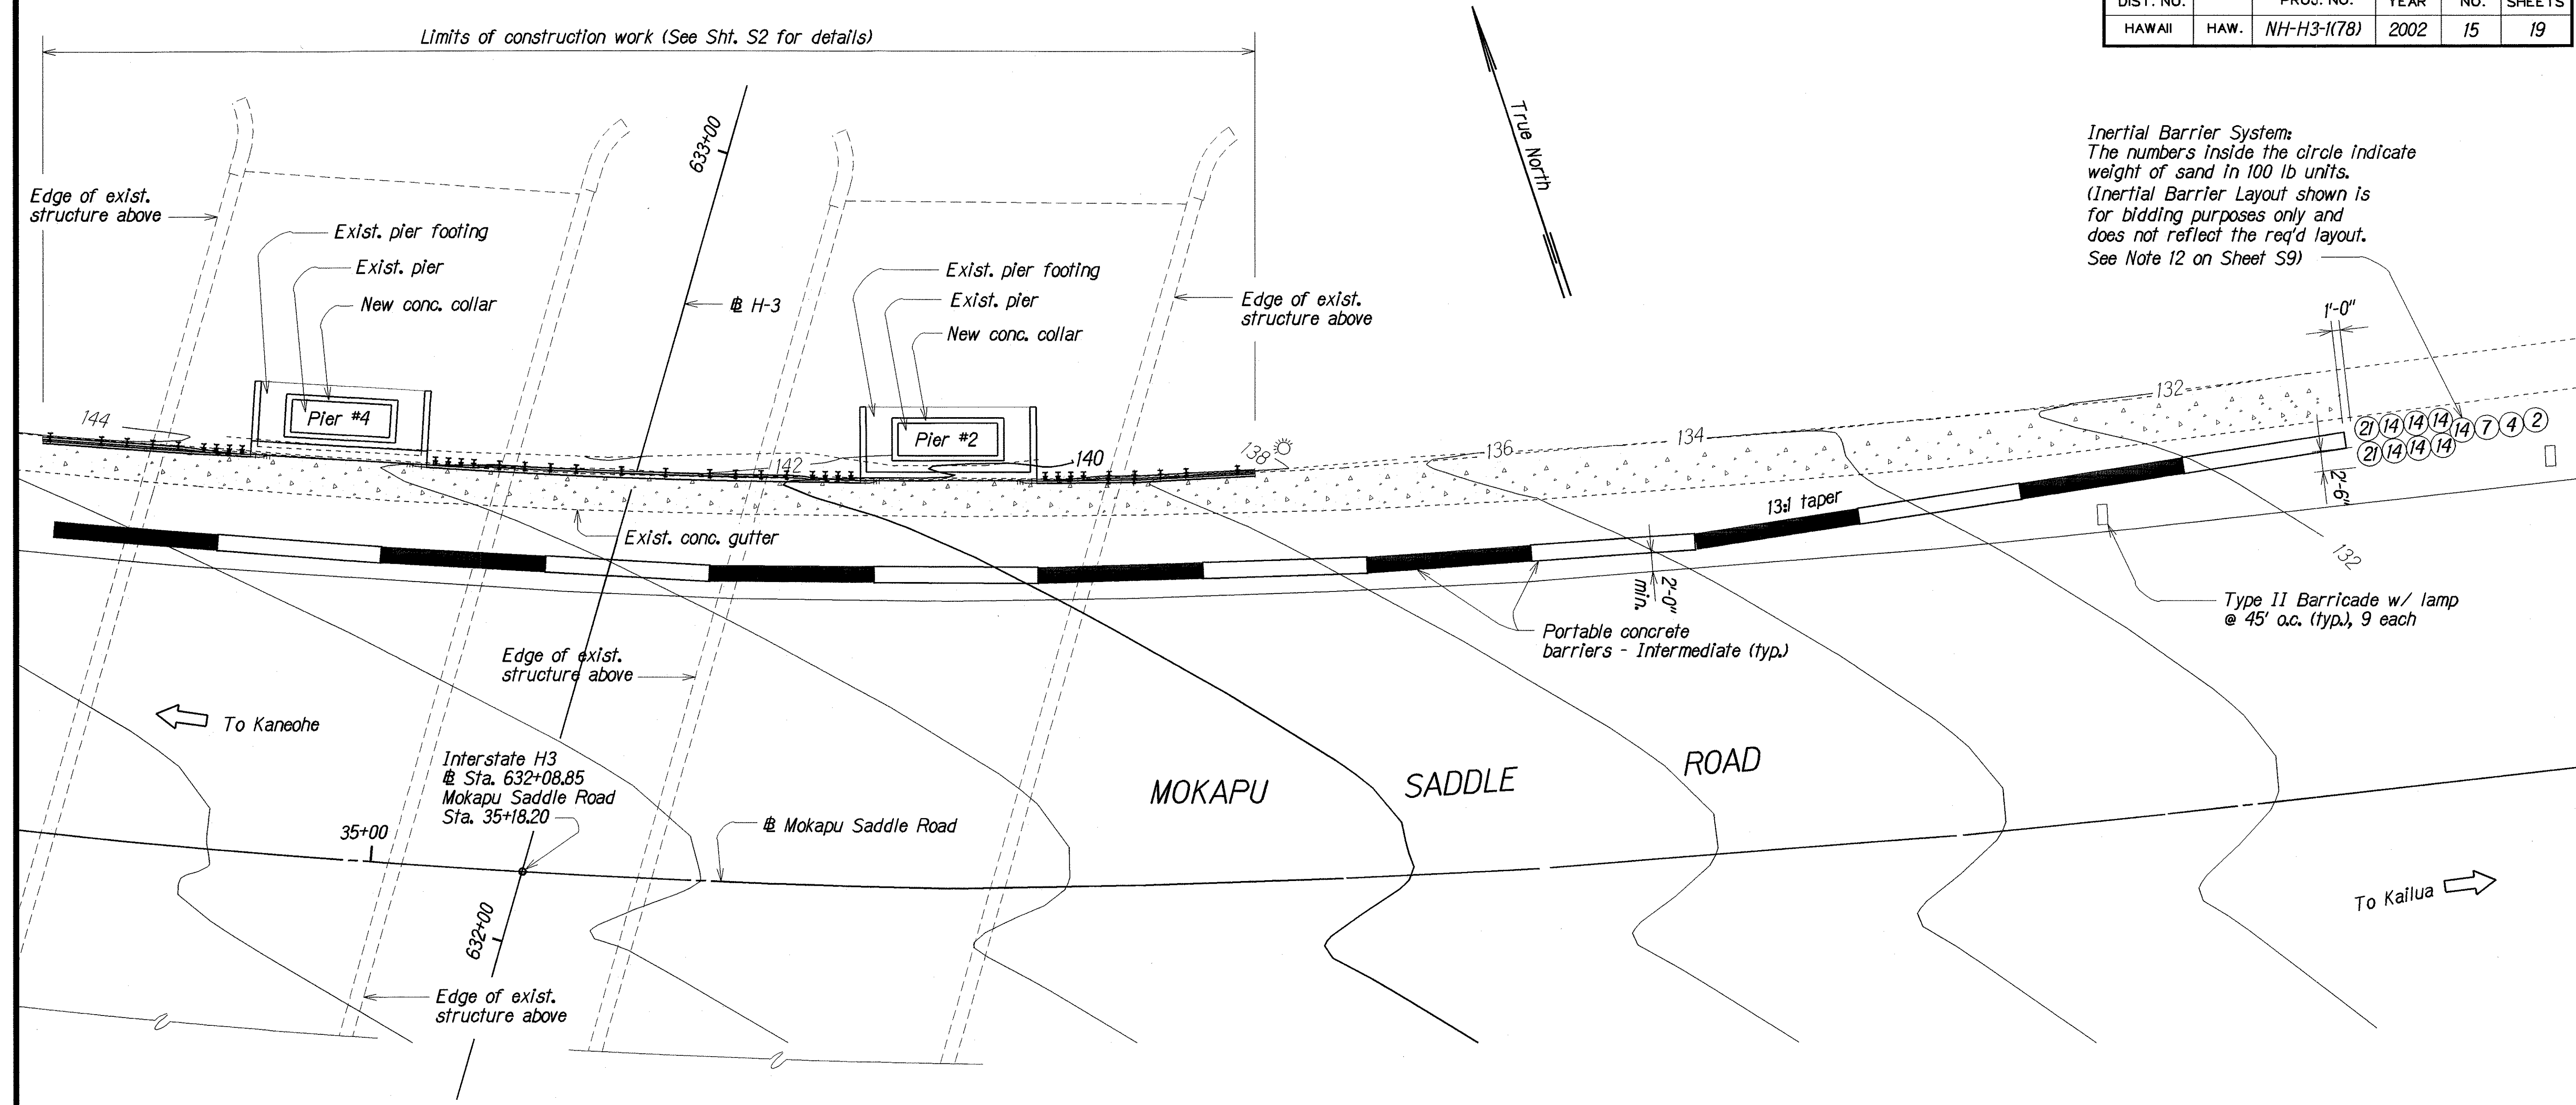 DIST. NO. PROJ. NO. YEAR NO. SHEETS
HAWAII HAW. NH-H3-1(78) 2002 15 19
Limits of construction work (See Sht. S2 for details)
True North
633+00
Inertial Barrier System:
The numbers inside the circle indicate
weight of sand in 100 lb units.
(Inertial Barrier Layout shown is
for bidding purposes only and
does not reflect the req'd layout.
See Note 12 on Sheet S9)
Edge of exist.
structure above
Exist. pier footing
Exist. pier
New conc. collar
℄ H-3
Exist. pier footing
Exist. pier
New conc. collar
Edge of exist.
structure above
1'-0"
144
Pier #4
142
Pier #2
140
138
136
134
132
21 14 14 14 14 7 4 2
21 14 14 14
2'-6"
13:1 taper
Exist. conc. gutter
132
2'-0"
min.
Portable concrete
barriers - Intermediate (typ.)
Type II Barricade w/ lamp
@ 45' o.c. (typ.), 9 each
Edge of exist.
structure above
To Kaneohe
Interstate H3
℄ Sta. 632+08.85
Mokapu Saddle Road
Sta. 35+18.20
35+00
℄ Mokapu Saddle Road
MOKAPU SADDLE ROAD
To Kailua
632+00
Edge of exist.
structure above